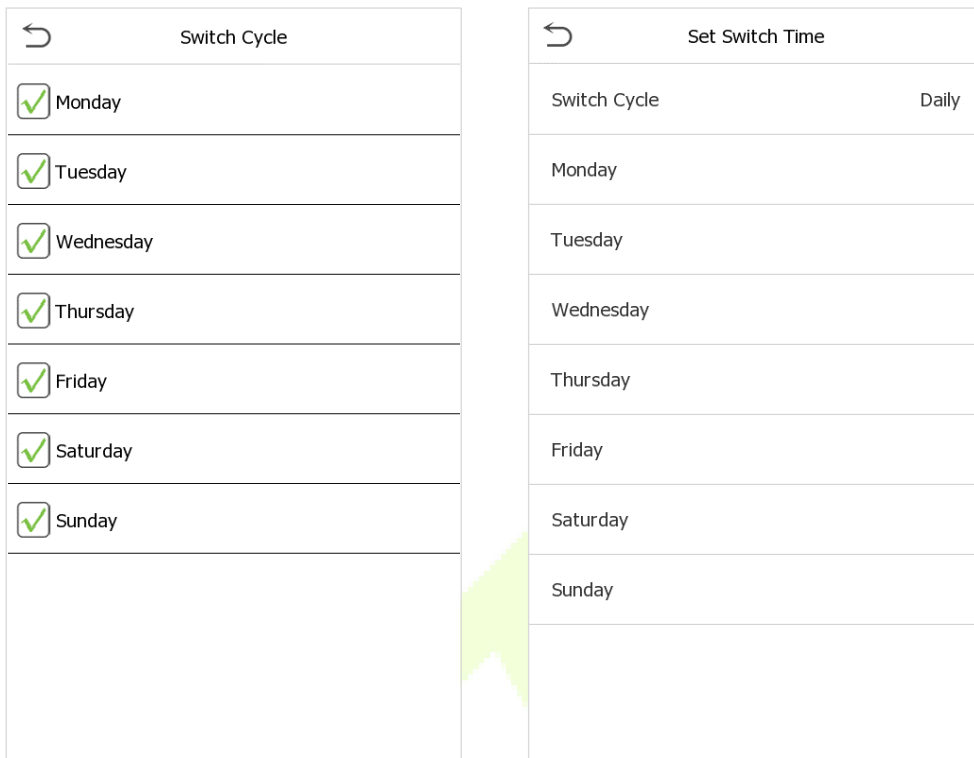 Switch Cycle
Monday
Tuesday
Wednesday
Thursday
Friday
Saturday
Sunday
Set Switch Time
Switch Cycle Daily
Monday
Tuesday
Wednesday
Thursday
Friday
Saturday
Sunday